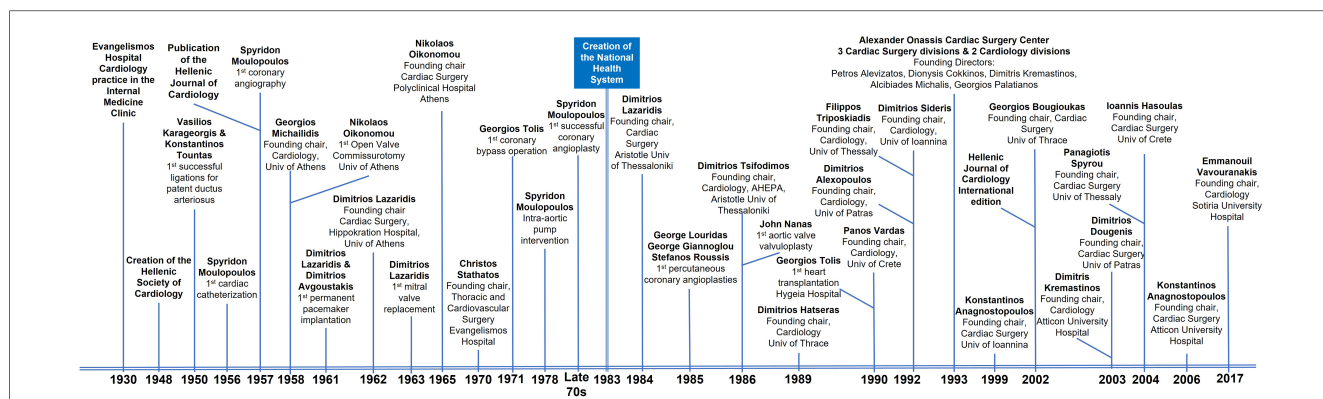 Evangelismos
Hospital
Cardiology
practice in the
Internal
Medicine
Clinic
Publication
of the
Hellenic
Journal of
Cardiology
Spyridon
Moulopoulos
1st coronary
angiography
Vasilios
Karageorgis &
Konstantinos
Tountas
1st successful
ligations for
patent ductus
arteriosus
Creation of the
Hellenic
Society of
Cardiology
Spyridon
Moulopoulos
1st cardiac
catheterization
Georgios
Michailidis
Founding chair,
Cardiology,
Univ of Athens
Nikolaos
Oikonomou
1st Open Valve
Commissurotomy
Univ of Athens
Dimitrios Lazaridis
Founding chair
Cardiac Surgery,
Hippokration Hospital,
Univ of Athens
Dimitrios
Lazaridis & Dimitrios
Avgoustakis
1st permanent
pacemaker
implantation
Dimitrios
Lazaridis
1st mitral
valve
replacement
Nikolaos
Oikonomou
Founding chair
Cardiac Surgery
Polyclinical Hospital
Athens
Christos
Stathatos
Founding chair,
Thoracic and
Cardiovascular
Surgery
Evangelismos
Hospital
Georgios Tolis
1st coronary
bypass operation
Spyridon
Moulopoulos
Intra-aortic
pump
intervention
Spyridon
Moulopoulos
1st successful
coronary
angioplasty
Creation of
the National
Health
System
Dimitrios
Lazaridis
Founding chair,
Cardiac
Surgery
Aristotle Univ
of Thessaloniki
George Louridas
George Giannoglou
Stefanos Roussis
1st percutaneous
coronary angioplasties
Dimitrios Tsifodimos
Founding chair,
Cardiology, AHEPA,
Aristotle Univ of
Thessaloniki
John Nanas
1st aortic valve
valvuloplasty
Georgios Tolis
1st heart
transplantation
Hygeia Hospital
Dimitrios Hatseras
Founding chair,
Cardiology
Univ of Thrace
Alexander Onassis Cardiac Surgery Center
3 Cardiac Surgery divisions & 2 Cardiology divisions
Founding Directors:
Petros Alevizatos, Dionysis Cokkinos, Dimitris Kremastinos,
Alcibiades Michalis, Georgios Palatianos
Filippos
Triposkiadis
Founding chair,
Cardiology,
Univ of Thessaly
Dimitrios Sideris
Founding chair,
Cardiology,
Univ of Ioannina
Dimitrios
Alexopoulos
Founding chair,
Cardiology,
Univ of Patras
Panos Vardas
Founding chair,
Cardiology,
Univ of Crete
Georgios Bougioukas
Founding chair, Cardiac
Surgery
Univ of Thrace
Hellenic
Journal of
Cardiology
International
edition
Konstantinos
Anagnostopoulos
Founding chair,
Cardiac Surgery
Univ of Ioannina
Ioannis Hasoulas
Founding chair,
Cardiac Surgery
Univ of Crete
Panagiotis
Spyrou
Founding chair,
Cardiac Surgery
Univ of Thessaly
Dimitrios
Dougenis
Founding chair,
Cardiac Surgery
Univ of Patras
Dimitris
Kremastinos
Founding chair,
Cardiology
Atticon University
Hospital
Konstantinos
Anagnostopoulos
Founding chair,
Cardiac Surgery
Atticon University
Hospital
Emmanouil
Vavouranakis
Founding chair,
Cardiology
Sotiria University
Hospital
1930 1948 1950 1956 1957 1958 1961 1962 1963 1965 1970 1971 1978 Late 1983 1984 1985 1986 1989 1990 1992 1993 1999 2002 2003 2004 2006 2017
70s